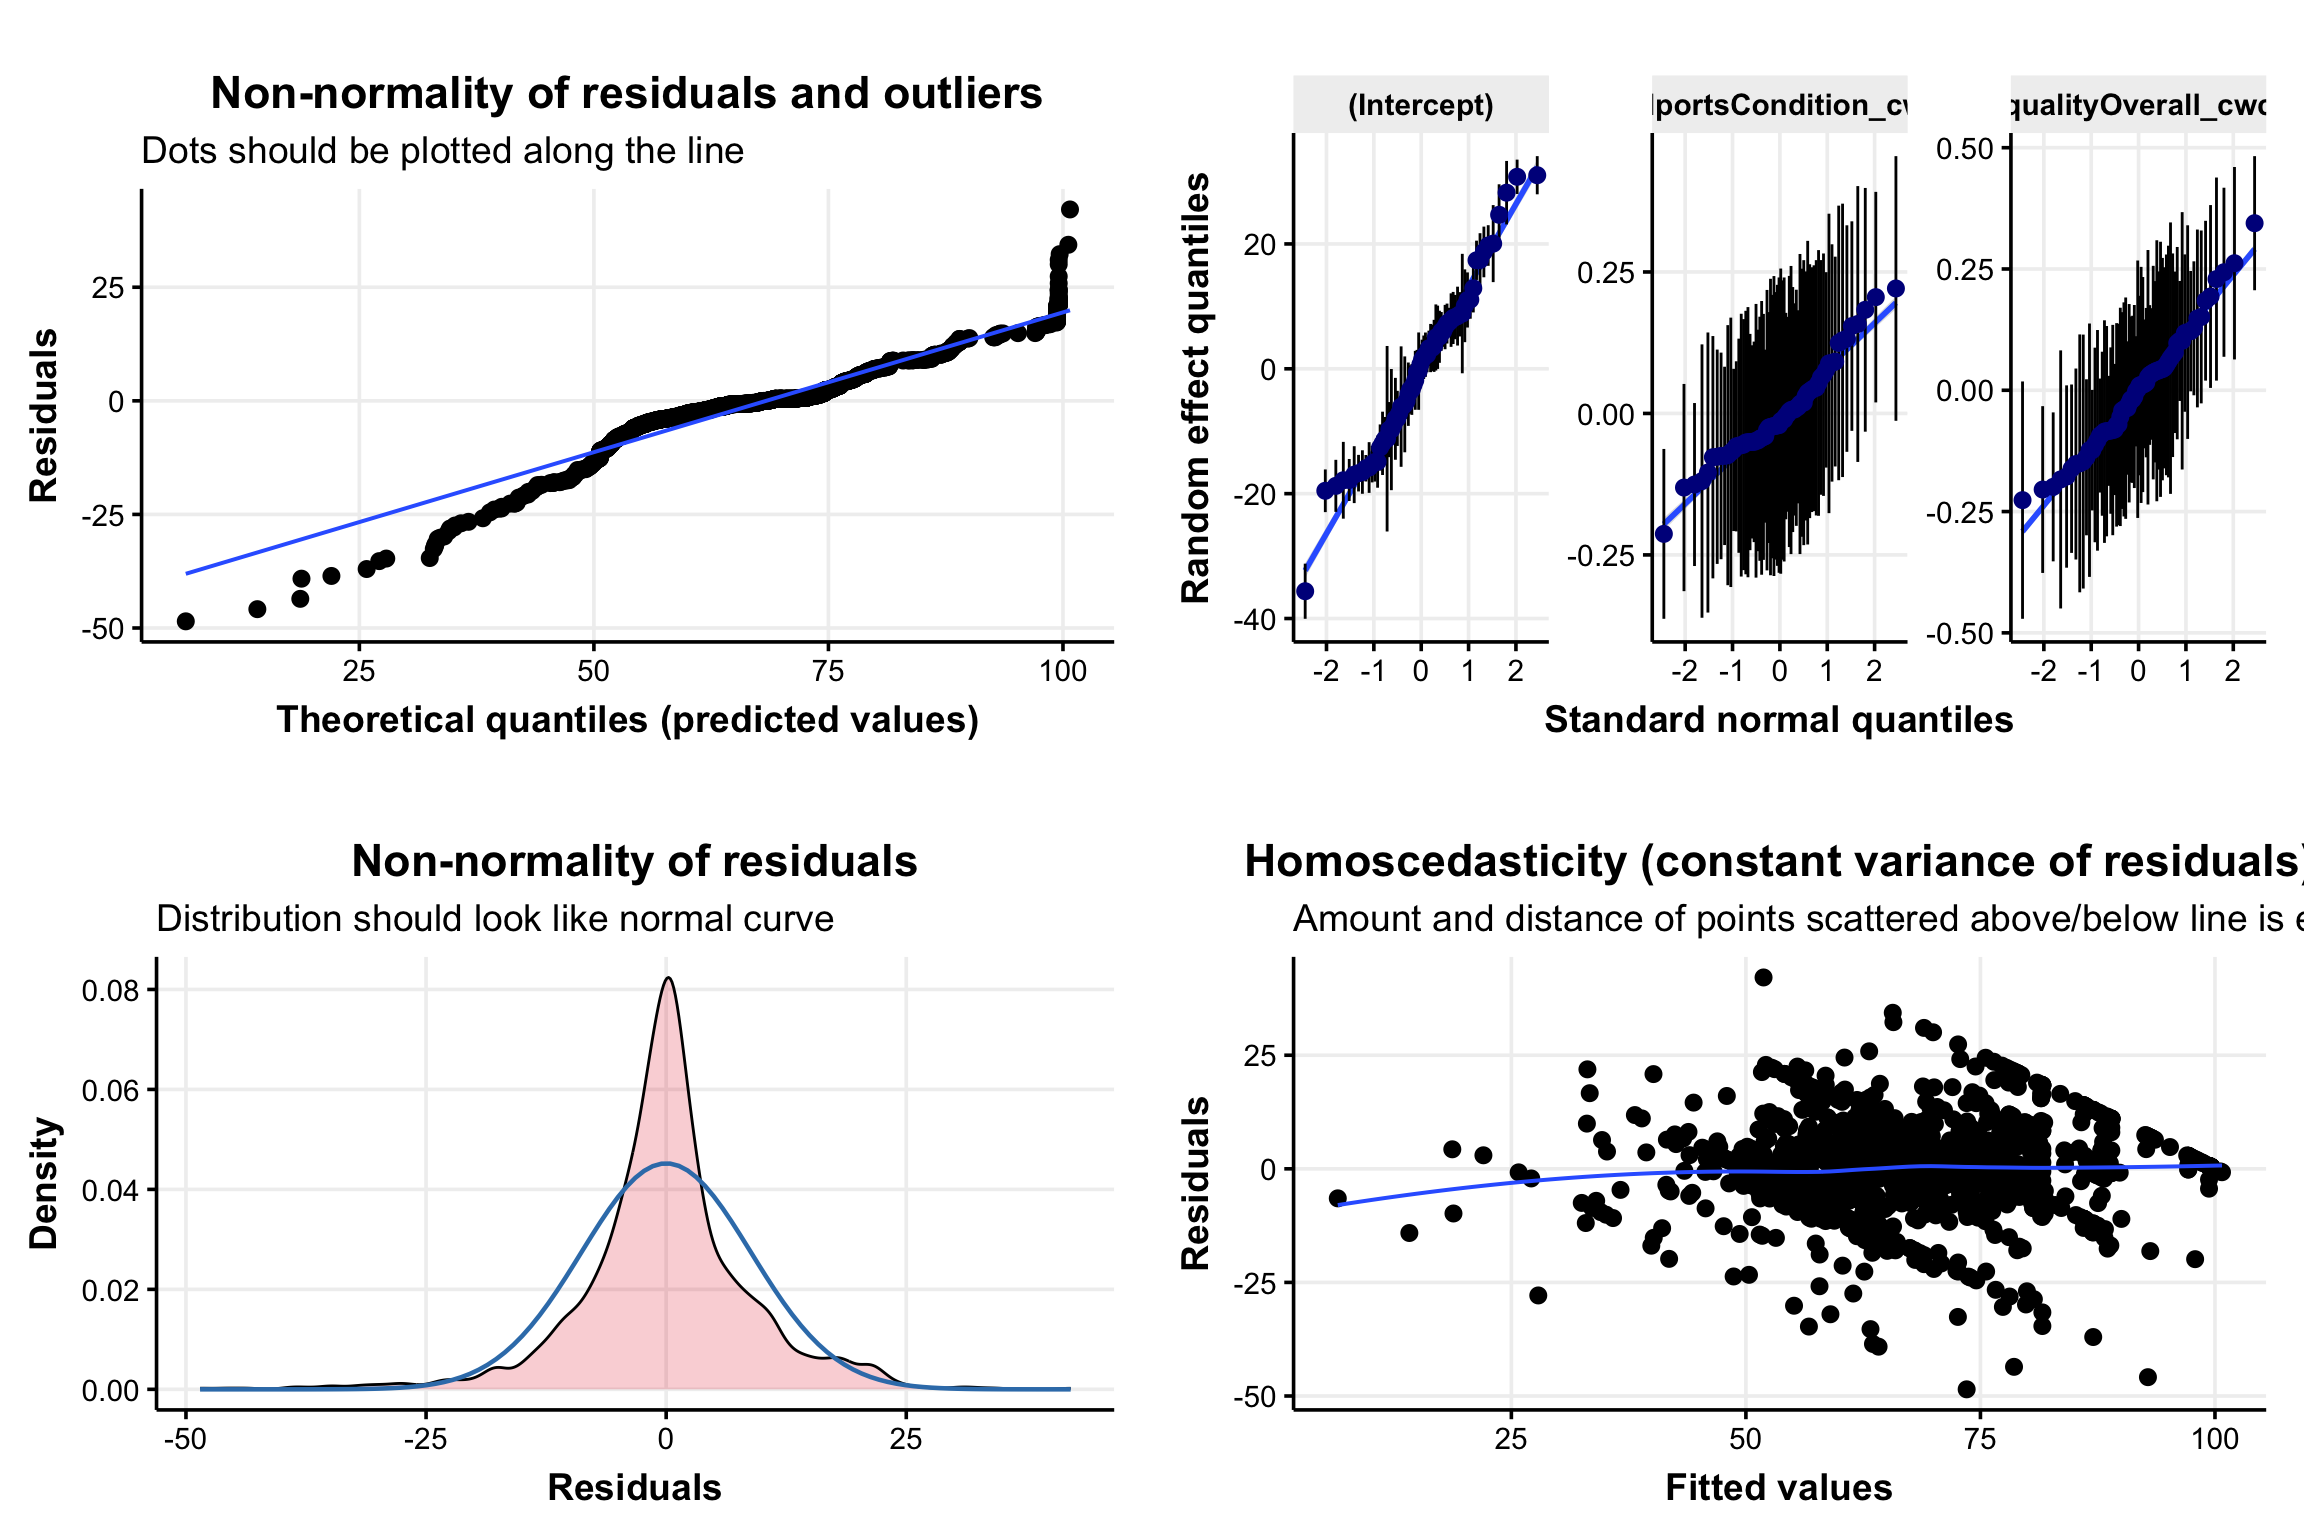 Non-normality of residuals and outliers
Dots should be plotted along the line
Residuals
25
0
-25
-50
25 50 75 100
Theoretical quantiles (predicted values)
(Intercept)
portsCondition_c
qualityOverall_cwc
Random effect quantiles
20
0
-20
-40
-2 -1 0 1 2
0.25
0.00
-0.25
-2 -1 0 1 2
0.50
0.25
0.00
-0.25
-0.50
-2 -1 0 1 2
Standard normal quantiles
Non-normality of residuals
Distribution should look like normal curve
Density
0.08
0.06
0.04
0.02
0.00
-50 -25 0 25
Residuals
Homoscedasticity (constant variance of residuals)
Amount and distance of points scattered above/below line is
Residuals
25
0
-25
-50
25 50 75 100
Fitted values